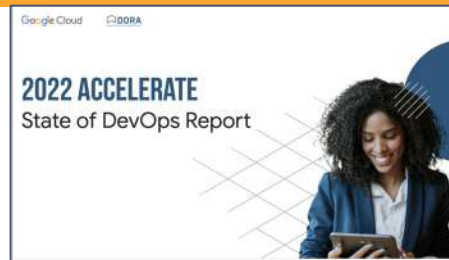 Google Cloud DORA
2022 ACCELERATE
State of DevOps Report